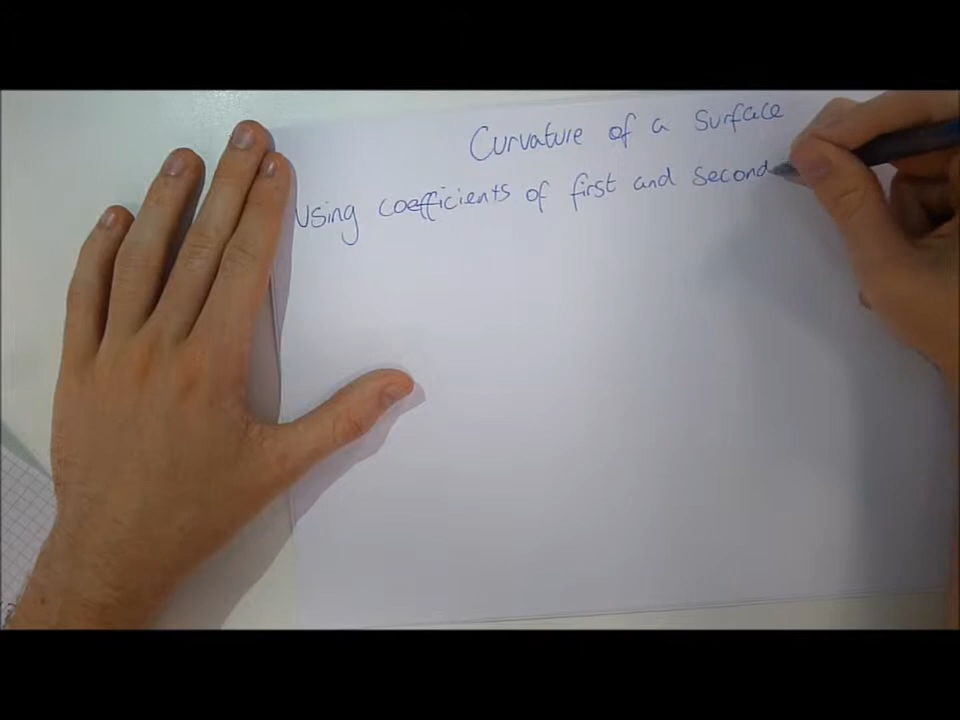 Curvature of a Surface
Using coefficients of first and second